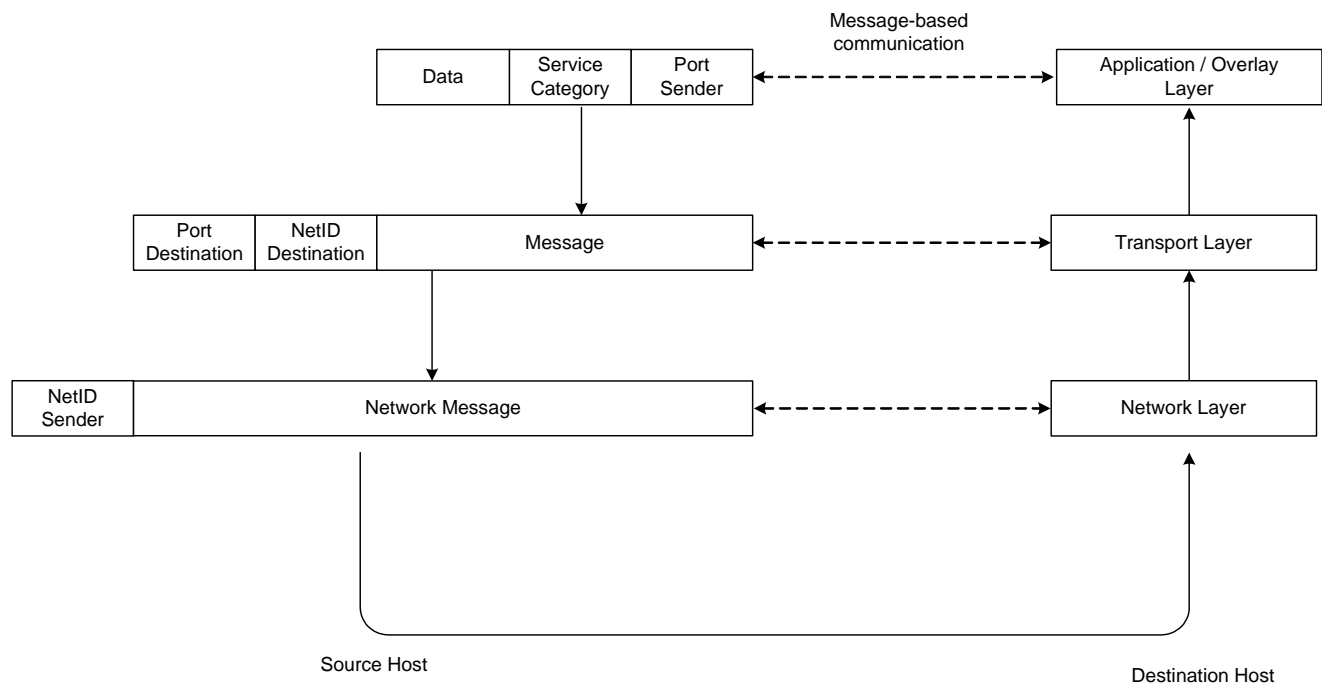 Message-based
communication
Data
Service
Category
Port
Sender
Application / Overlay
Layer
Port
Destination
NetID
Destination
Message
Transport Layer
NetID
Sender
Network Message
Network Layer
Source Host
Destination Host